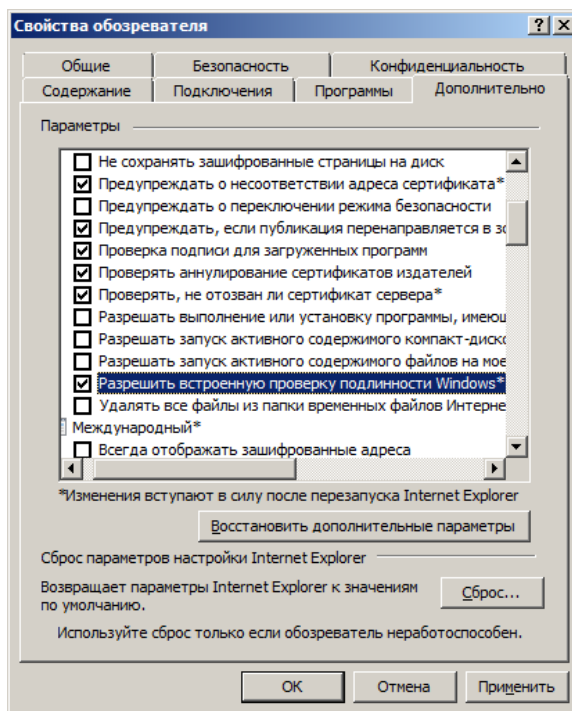 Свойства обозревателя
Общие Безопасность Конфиденциальность
Содержание Подключения Программы Дополнительно
Параметры
Не сохранять зашифрованные страницы на диск
Предупреждать о несоответствии адреса сертификата*
Предупреждать о переключении режима безопасности
Предупреждать, если публикация перенаправляется в зо
Проверка подписи для загруженных программ
Проверять аннулирование сертификатов издателей
Проверять, не отозван ли сертификат сервера*
Разрешать выполнение или установку программы, имеющ
Разрешать запуск активного содержимого компакт-диско
Разрешать запуск активного содержимого файлов на мое
Разрешить встроенную проверку подлинности Windows*
Удалять все файлы из папки временных файлов Интерне
Международный*
Всегда отображать зашифрованные адреса
*Изменения вступают в силу после перезапуска Internet Explorer
Восстановить дополнительные параметры
Сброс параметров настройки Internet Explorer
Возвращает параметры Internet Explorer к значениям
по умолчанию.
Сброс...
Используйте сброс только если обозреватель неработоспособен.
ОК Отмена Применить